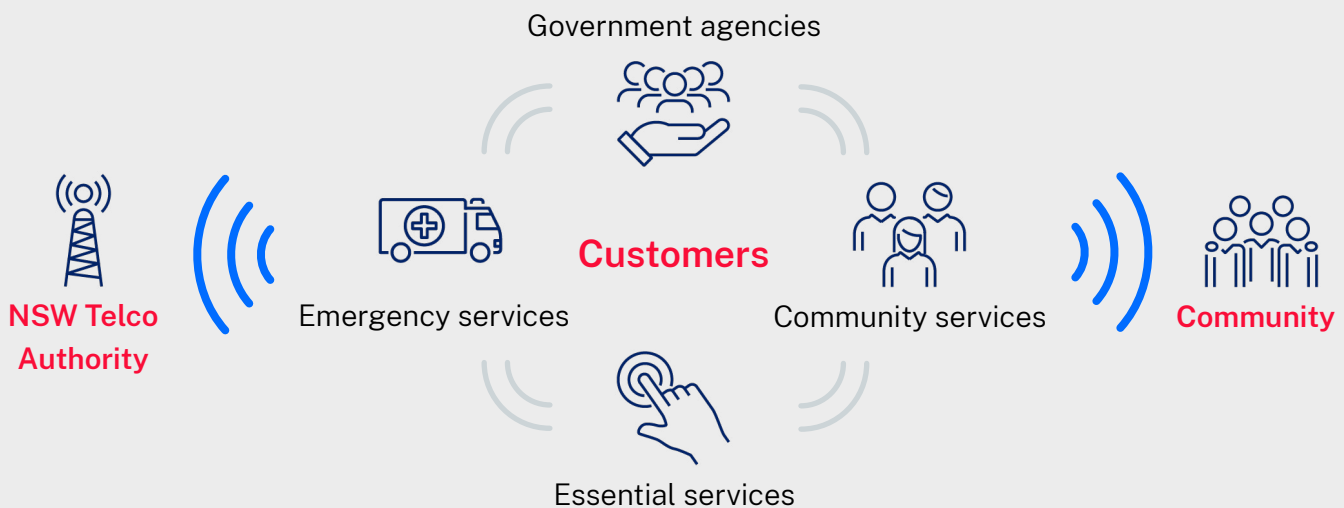 Government agencies
Customers
NSW Telco
Authority
Emergency services
Community services
Community
Essential services